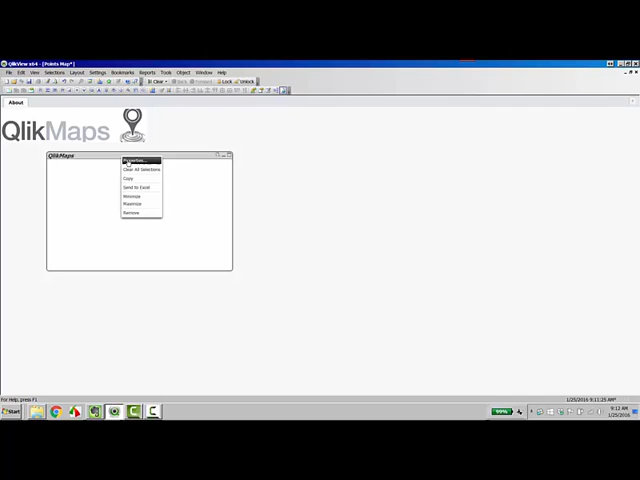 QlikView x64 - [Points Map*]
File Edit View Selections Layout Settings Bookmarks Reports Tools Object Window Help
Clear Back Forward Lock Unlock
About
QlikMaps
QlikMaps
Properties...
Clear All Selections
Copy
Send to Excel
Minimize
Maximize
Remove
For Help, press F1
1/25/2016 9:11:25 AM*
Start
99%
9:12 AM
1/25/2016